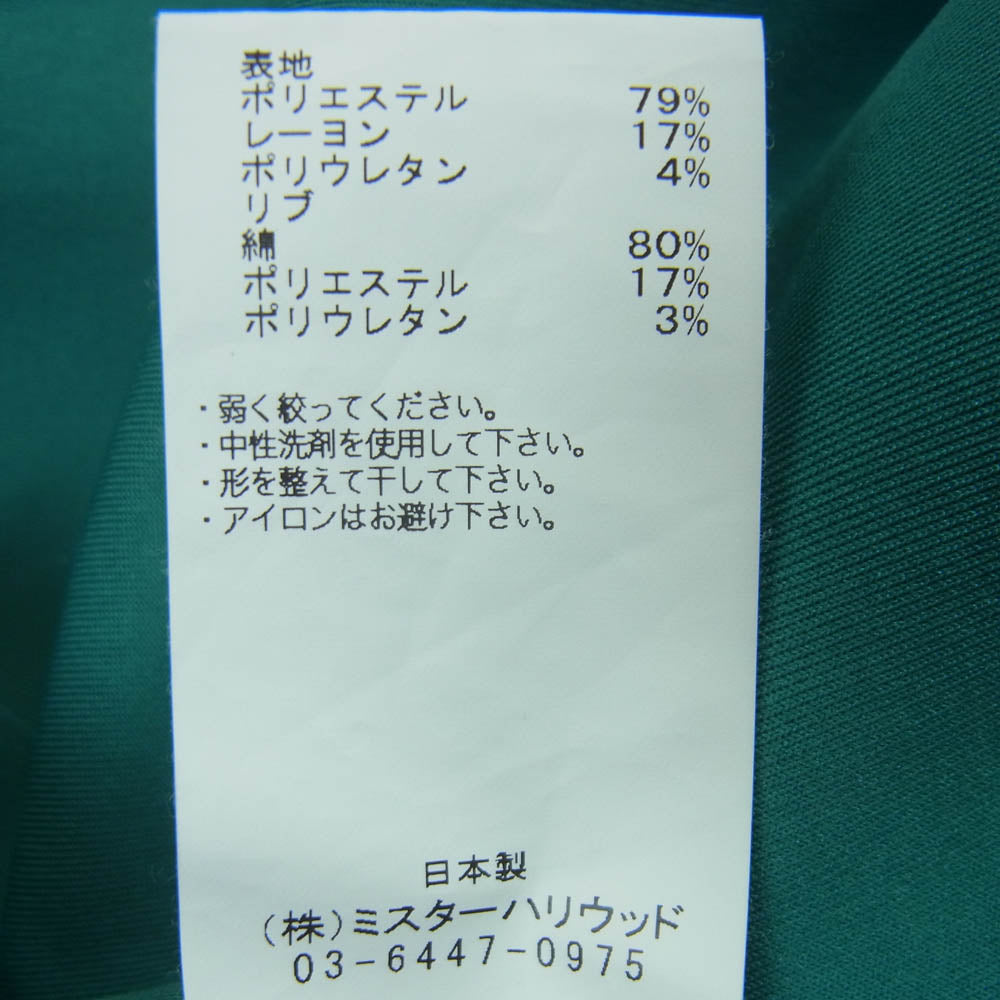 表地
ポリエステル 79%
レーヨン 17%
ポリウレタン 4%
リブ
綿 80%
ポリエステル 17%
ポリウレタン 3%
・弱く絞ってください。
・中性洗剤を使用して下さい。
・形を整えて干して下さい。
・アイロンはお避け下さい。
日本製
(株)ミスターハリウッド
03-6447-0975